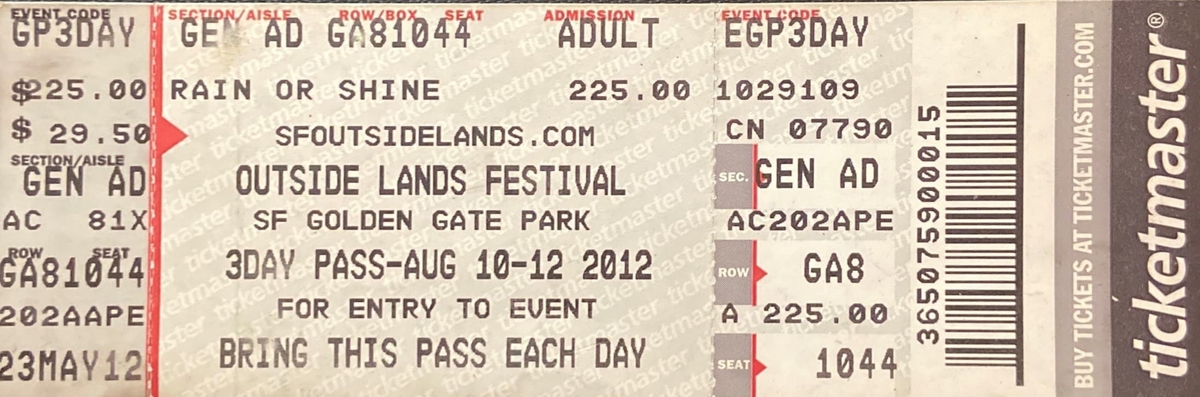 EVENT CODE
GP3DAY
$225.00
$ 29.50
SECTION/AISLE
GEN AD
AC 81X
ROW SEAT
GA81044
202AAPE
23MAY12
SECTION/AISLE ROW/BOX SEAT ADMISSION
GEN AD GA81044 ADULT
RAIN OR SHINE 225.00
SFOUTSIDELANDS.COM
OUTSIDE LANDS FESTIVAL
SF GOLDEN GATE PARK
3DAY PASS-AUG 10-12 2012
FOR ENTRY TO EVENT
BRING THIS PASS EACH DAY
EVENT CODE
EGP3DAY
1029109
CN 07790
SEC. GEN AD
AC202APE
ROW GA8
A 225.00
SEAT 1044
365075900015
BUY TICKETS AT TICKETMASTER.COM
ticketmaster®